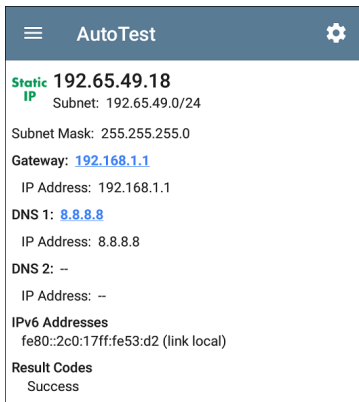 AutoTest
Static IP
192.65.49.18
Subnet: 192.65.49.0/24
Subnet Mask: 255.255.255.0
Gateway: 192.168.1.1
IP Address: 192.168.1.1
DNS 1: 8.8.8.8
IP Address: 8.8.8.8
DNS 2: --
IP Address: --
IPv6 Addresses
fe80::2c0:17ff:fe53:d2 (link local)
Result Codes
Success